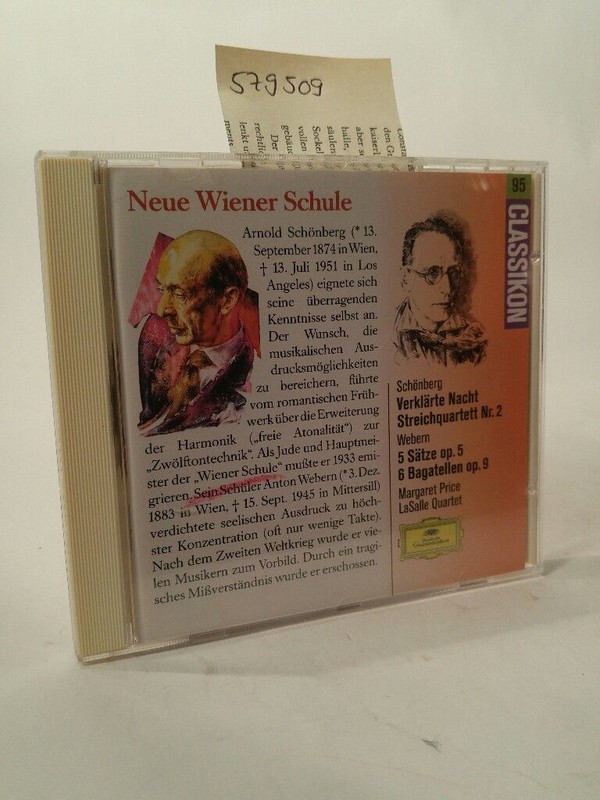 579509
Neue Wiener Schule
Arnold Schönberg (* 13.
September 1874 in Wien,
† 13. Juli 1951 in Los
Angeles) eignete sich
seine überragenden
Kenntnisse selbst an.
Der Wunsch, die
musikalischen Aus-
drucksmöglichkeiten
zu bereichern, führte
vom romantischen Früh-
werk über die Erweiterung
der Harmonik („freie Atonalität“) zur
„Zwölftontechnik“. Als Jude und Hauptmei-
ster der „Wiener Schule“ mußte er 1933 emi-
grieren. Sein Schüler Anton Webern (* 3. Dez.
1883 in Wien, † 15. Sept. 1945 in Mittersill)
verdichtete seelischen Ausdruck zu höch-
ster Konzentration (oft nur wenige Takte).
Nach dem Zweiten Weltkrieg wurde er vie-
len Musikern zum Vorbild. Durch ein tragi-
sches Mißverständnis wurde er erschossen.
95
CLASSIKON
Schönberg
Verklärte Nacht
Streichquartett Nr. 2
Webern
5 Sätze op. 5
6 Bagatellen op. 9
Margaret Price
LaSalle Quartet
Deutsche
Grammophon